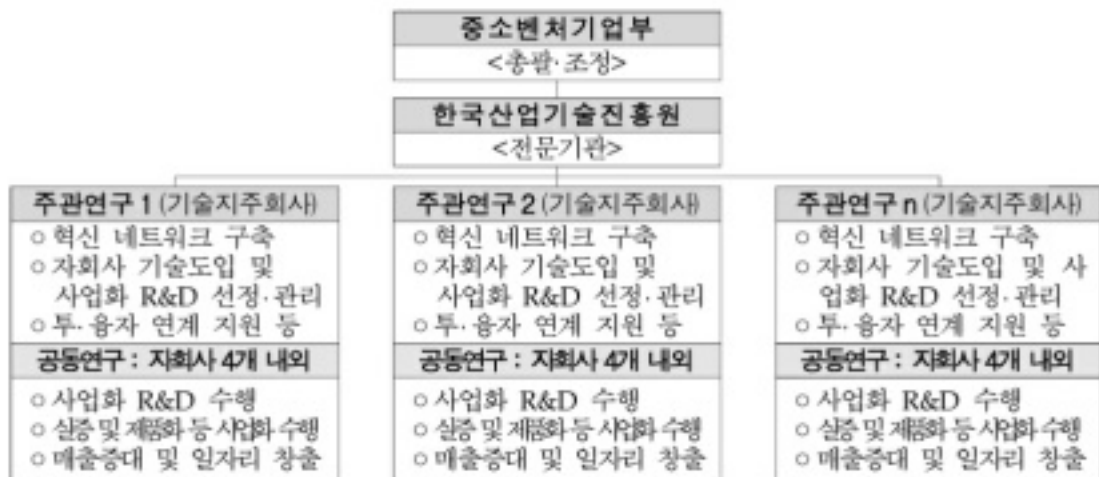 중소벤처기업부
<총괄·조정>
한국산업기술진흥원
<전문기관>
주관연구 1 (기술지주회사)
○ 혁신 네트워크 구축
○ 자회사 기술도입 및
사업화 R&D 선정·관리
○ 투·융자 연계 지원 등
공동연구 : 자회사 4개 내외
○ 사업화 R&D 수행
○ 실증 및 제품화 등 사업화 수행
○ 매출증대 및 일자리 창출
주관연구 2 (기술지주회사)
○ 혁신 네트워크 구축
○ 자회사 기술도입 및
사업화 R&D 선정·관리
○ 투·융자 연계 지원 등
공동연구 : 자회사 4개 내외
○ 사업화 R&D 수행
○ 실증 및 제품화 등 사업화 수행
○ 매출증대 및 일자리 창출
주관연구 n (기술지주회사)
○ 혁신 네트워크 구축
○ 자회사 기술도입 및 사
업화 R&D 선정·관리
○ 투·융자 연계 지원 등
공동연구 : 자회사 4개 내외
○ 사업화 R&D 수행
○ 실증 및 제품화 등 사업화 수행
○ 매출증대 및 일자리 창출